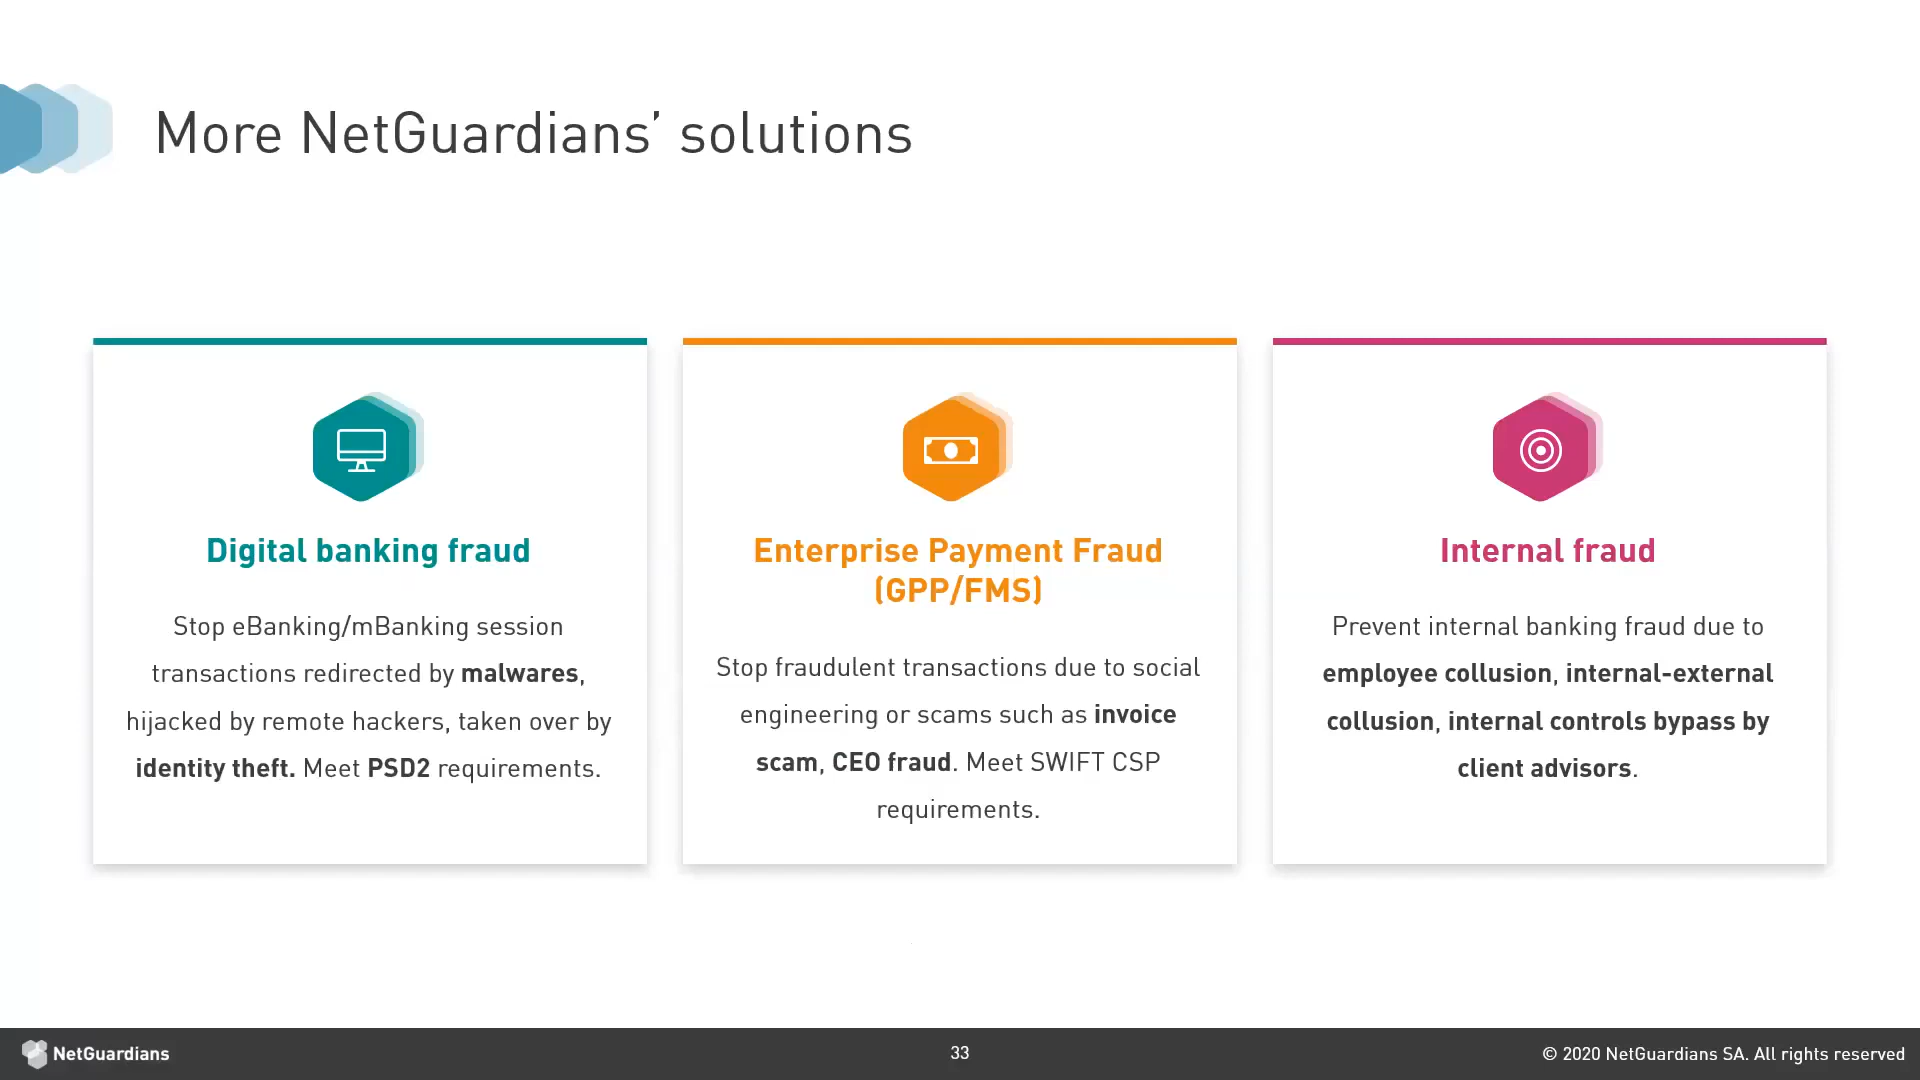 More NetGuardians’ solutions
Digital banking fraud
Stop eBanking/mBanking session
transactions redirected by malwares,
hijacked by remote hackers, taken over by
identity theft. Meet PSD2 requirements.
Enterprise Payment Fraud
(GPP/FMS)
Stop fraudulent transactions due to social
engineering or scams such as invoice
scam, CEO fraud. Meet SWIFT CSP
requirements.
Internal fraud
Prevent internal banking fraud due to
employee collusion, internal-external
collusion, internal controls bypass by
client advisors.
NetGuardians
33
© 2020 NetGuardians SA. All rights reserved